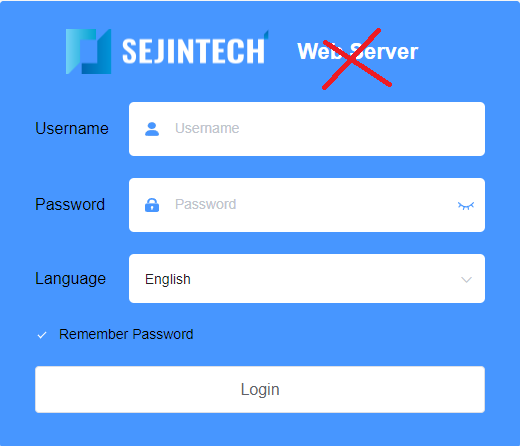 SEJINTECH Web Server
Username Username
Password Password
Language English
Remember Password
Login